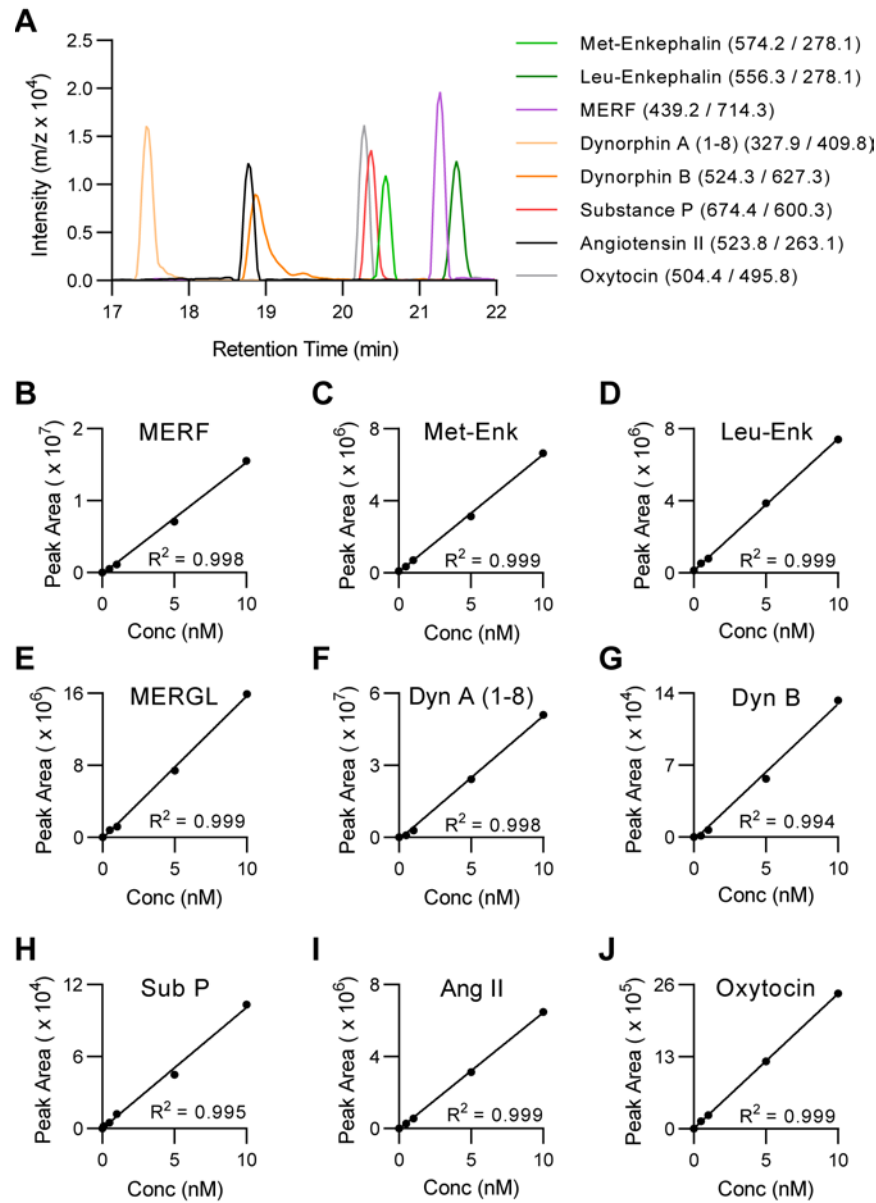 A
2.5
2.0
1.5
1.0
0.5
0.0
Intensity (m/z x 10⁴)
17 18 19 20 21 22
Retention Time (min)
Met-Enkephalin (574.2 / 278.1)
Leu-Enkephalin (556.3 / 278.1)
MERF (439.2 / 714.3)
Dynorphin A (1-8) (327.9 / 409.8)
Dynorphin B (524.3 / 627.3)
Substance P (674.4 / 600.3)
Angiotensin II (523.8 / 263.1)
Oxytocin (504.4 / 495.8)
B
MERF
Peak Area ( x 10⁷)
2
1
0
R² = 0.998
0 5 10
Conc (nM)
C
Met-Enk
Peak Area ( x 10⁶)
8
4
0
R² = 0.999
0 5 10
Conc (nM)
D
Leu-Enk
Peak Area ( x 10⁶)
8
4
0
R² = 0.999
0 5 10
Conc (nM)
E
MERGL
Peak Area ( x 10⁶)
16
8
0
R² = 0.999
0 5 10
Conc (nM)
F
Dyn A (1-8)
Peak Area ( x 10⁷)
6
3
0
R² = 0.998
0 5 10
Conc (nM)
G
Dyn B
Peak Area ( x 10⁴)
14
7
0
R² = 0.994
0 5 10
Conc (nM)
H
Sub P
Peak Area ( x 10⁴)
12
6
0
R² = 0.995
0 5 10
Conc (nM)
I
Ang II
Peak Area ( x 10⁶)
8
4
0
R² = 0.999
0 5 10
Conc (nM)
J
Oxytocin
Peak Area ( x 10⁵)
26
13
0
R² = 0.999
0 5 10
Conc (nM)